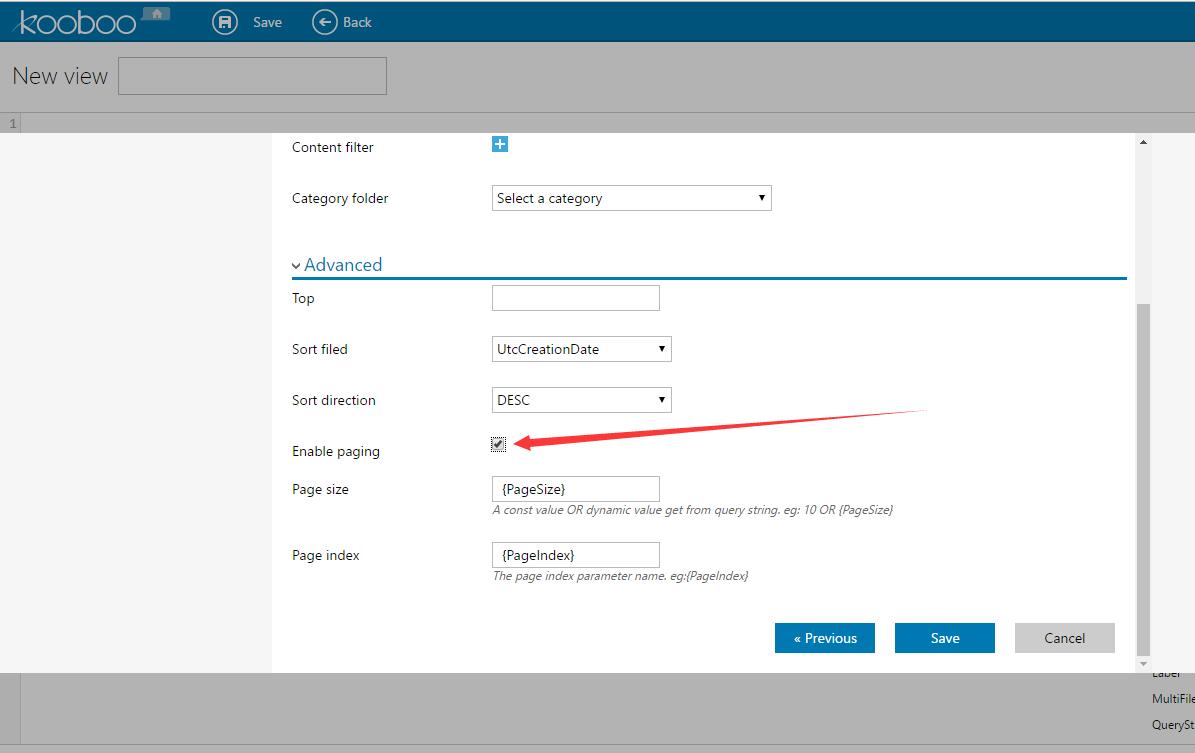 kooboo Save Back
New view
1
Content filter
Category folder Select a category
Advanced
Top
Sort filed UtcCreationDate
Sort direction DESC
Enable paging
Page size {PageSize}
A const value OR dynamic value get from query string. eg: 10 OR {PageSize}
Page index {PageIndex}
The page index parameter name. eg:{PageIndex}
« Previous Save Cancel
Label
MultiFile
QuerySt